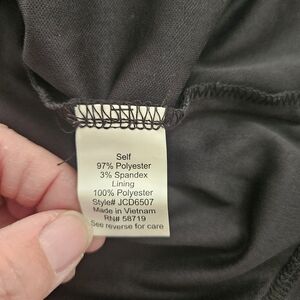 Self
97% Polyester
3% Spandex
Lining
100% Polyester
Style# JCD6507
Made in Vietnam
RN# 58719
See reverse for care